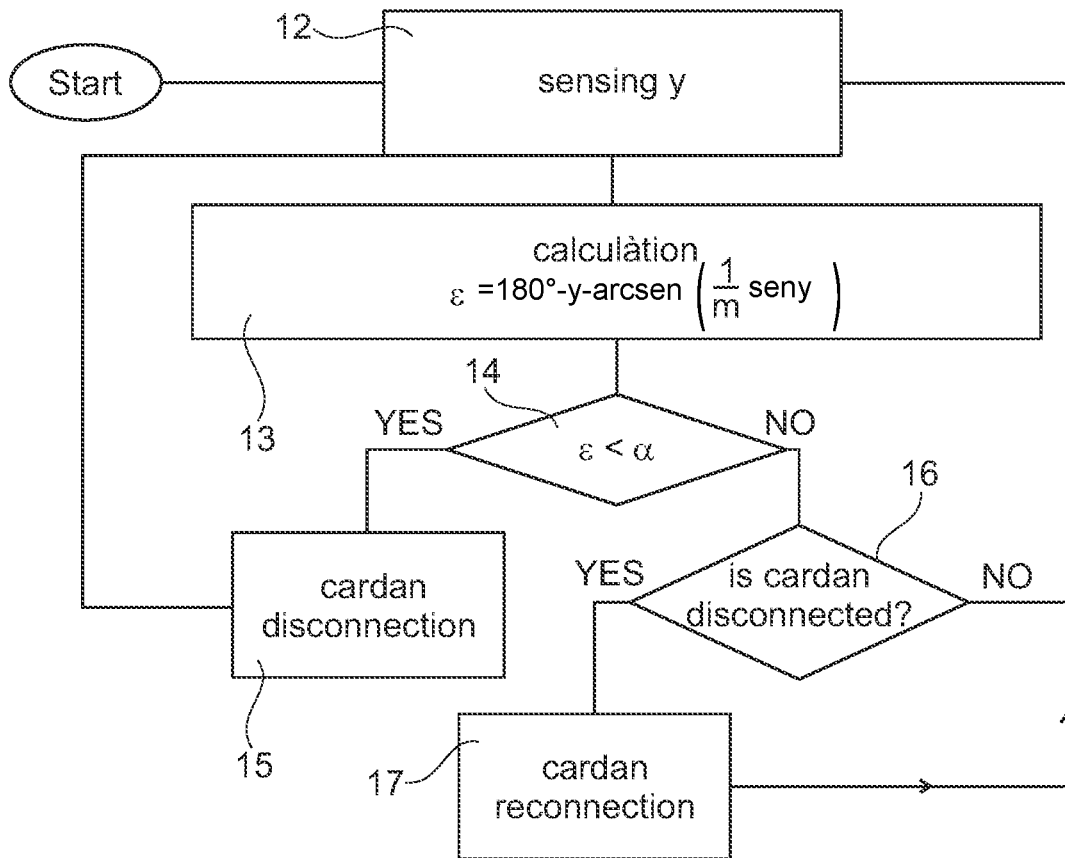 12
Start
sensing y
calculàtion
ε =180°-y-arcsen (1/m seny)
13
14
YES
NO
ε < α
16
cardan
disconnection
YES
is cardan
disconnected?
NO
15
17
cardan
reconnection